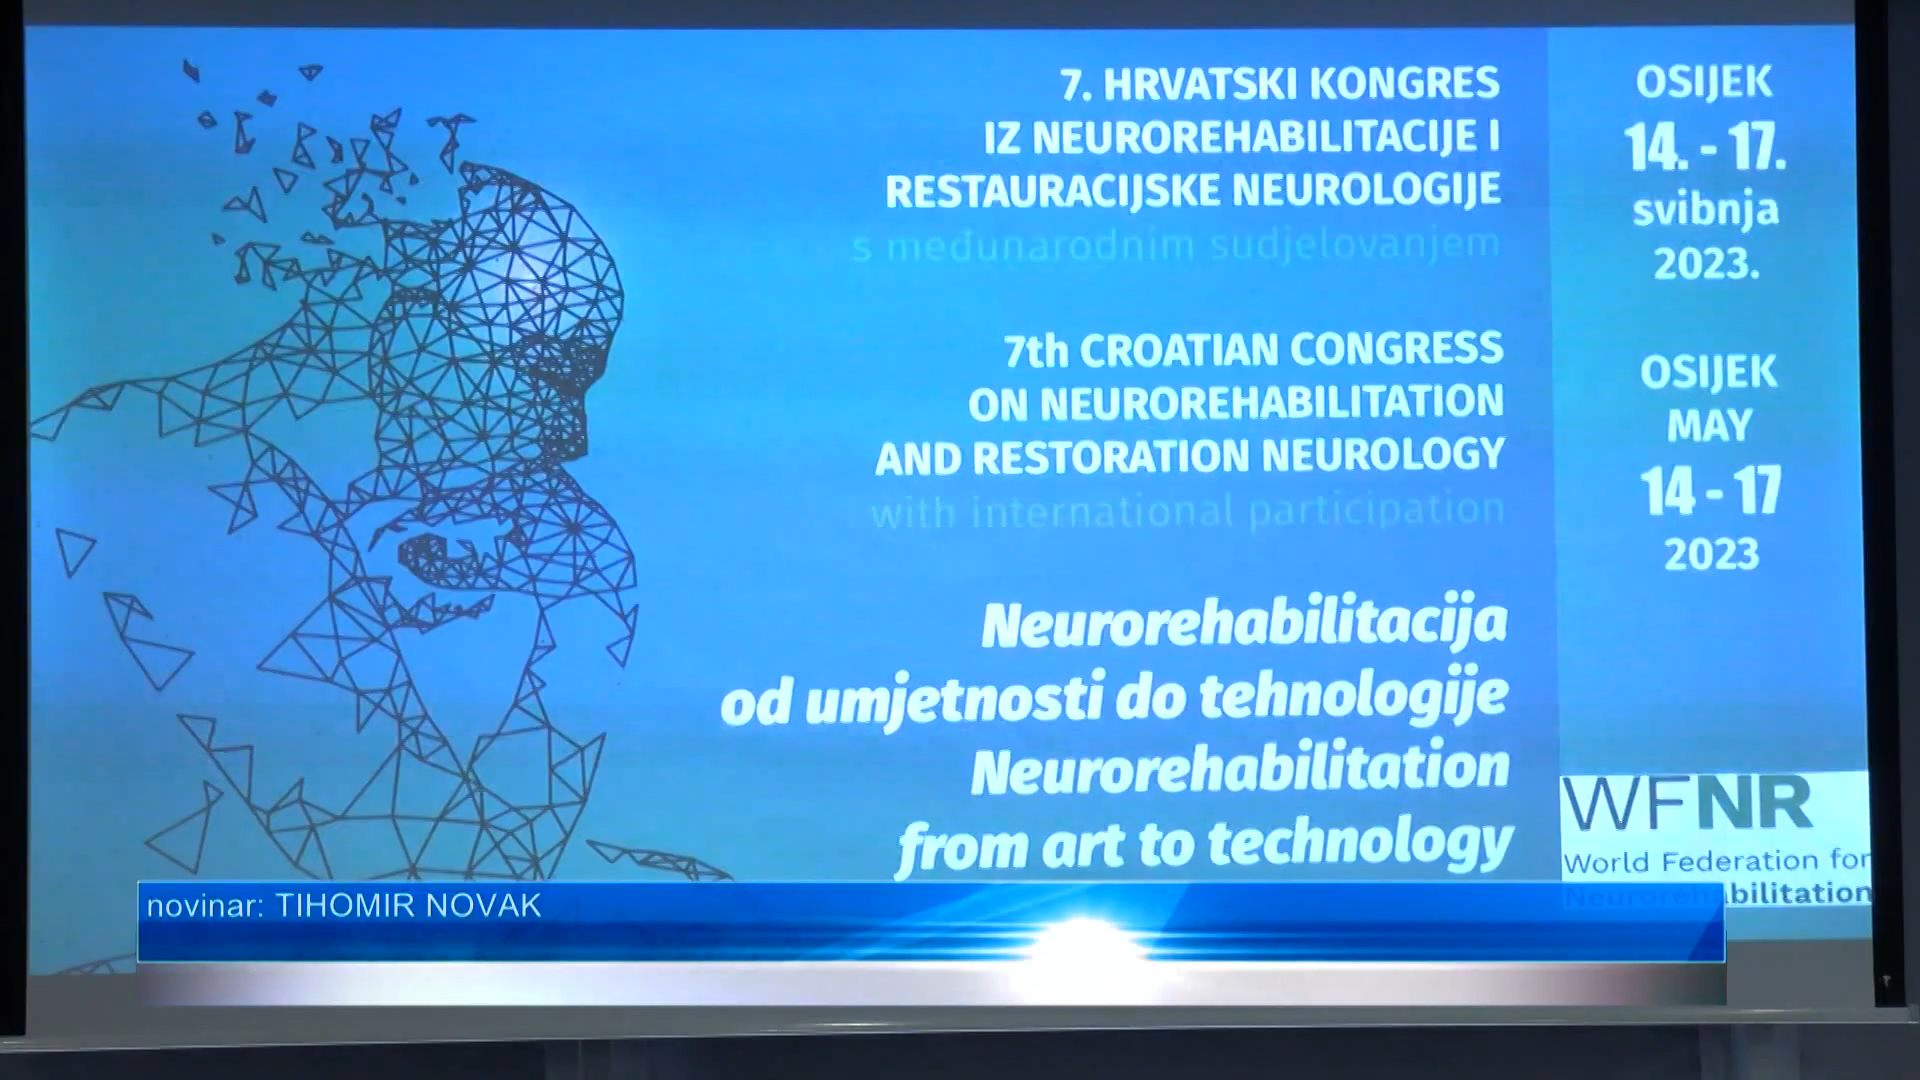 7. HRVATSKI KONGRES
IZ NEUROREHABILITACIJE I
RESTAURACIJSKE NEUROLOGIJE
s međunarodnim sudjelovanjem
7th CROATIAN CONGRESS
ON NEUROREHABILITATION
AND RESTORATION NEUROLOGY
with international participation
Neurorehabilitacija
od umjetnosti do tehnologije
Neurorehabilitation
from art to technology
OSIJEK
14. - 17.
svibnja
2023.
OSIJEK
MAY
14 - 17
2023
WFNR
World Federation for
Neurorehabilitation
novinar: TIHOMIR NOVAK